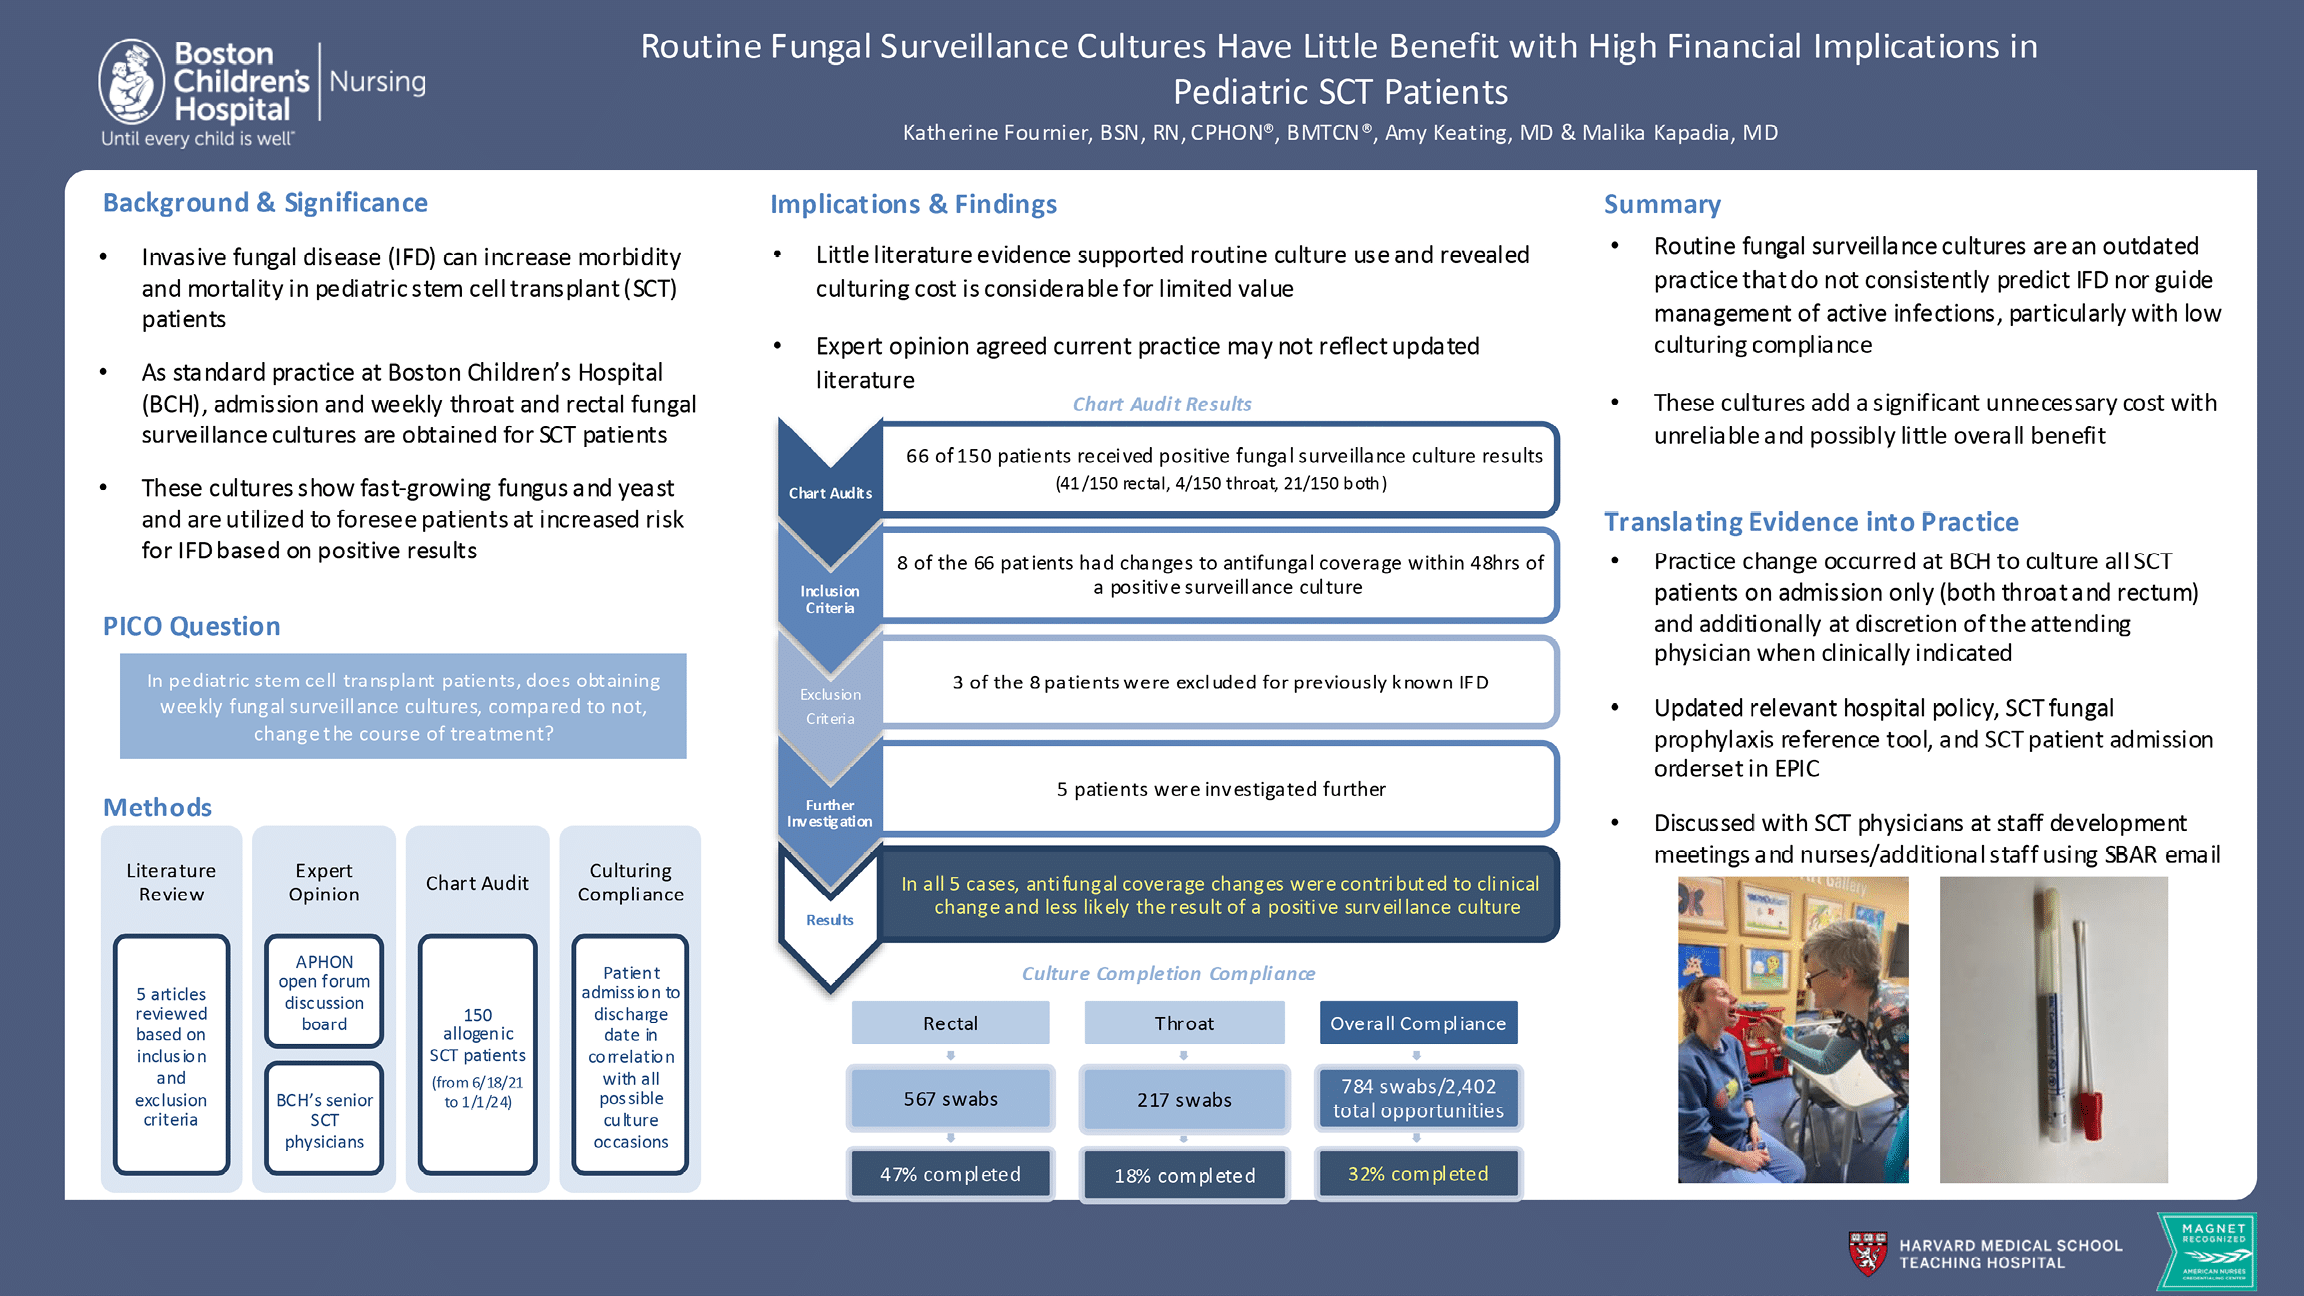 Boston
Children's
Hospital
Nursing
Until every child is well
Routine Fungal Surveillance Cultures Have Little Benefit with High Financial Implications in
Pediatric SCT Patients
Katherine Fournier, BSN, RN, CPHON®, BMTCN®, Amy Keating, MD & Malika Kapadia, MD
Background & Significance
• Invasive fungal disease (IFD) can increase morbidity
and mortality in pediatric stem cell transplant (SCT)
patients
• As standard practice at Boston Children's Hospital
(BCH), admission and weekly throat and rectal fungal
surveillance cultures are obtained for SCT patients
• These cultures show fast-growing fungus and yeast
and are utilized to foresee patients at increased risk
for IFD based on positive results
PICO Question
In pediatric stem cell transplant patients, does obtaining
weekly fungal surveillance cultures, compared to not,
change the course of treatment?
Methods
Literature
Review
5 articles
reviewed
based on
inclusion
and
exclusion
criteria
Expert
Opinion
APHON
open forum
discussion
board
BCH's senior
SCT
physicians
Chart Audit
150
allogenic
SCT patients
(from 6/18/21
to 1/1/24)
Culturing
Compliance
Patient
admission to
discharge
date in
correlation
with all
possible
culture
occasions
Implications & Findings
• Little literature evidence supported routine culture use and revealed
culturing cost is considerable for limited value
• Expert opinion agreed current practice may not reflect updated
literature
Chart Audit Results
Chart Audits
66 of 150 patients received positive fungal surveillance culture results
(41/150 rectal, 4/150 throat, 21/150 both)
Inclusion
Criteria
8 of the 66 patients had changes to antifungal coverage within 48hrs of
a positive surveillance culture
Exclusion
Criteria
3 of the 8 patients were excluded for previously known IFD
Further
Investigation
5 patients were investigated further
Results
In all 5 cases, antifungal coverage changes were contributed to clinical
change and less likely the result of a positive surveillance culture
Culture Completion Compliance
Rectal
567 swabs
47% completed
Throat
217 swabs
18% completed
Overall Compliance
784 swabs/2,402
total opportunities
32% completed
Summary
• Routine fungal surveillance cultures are an outdated
practice that do not consistently predict IFD nor guide
management of active infections, particularly with low
culturing compliance
• These cultures add a significant unnecessary cost with
unreliable and possibly little overall benefit
Translating Evidence into Practice
• Practice change occurred at BCH to culture all SCT
patients on admission only (both throat and rectum)
and additionally at discretion of the attending
physician when clinically indicated
• Updated relevant hospital policy, SCT fungal
prophylaxis reference tool, and SCT patient admission
orderset in EPIC
• Discussed with SCT physicians at staff development
meetings and nurses/additional staff using SBAR email
Gallery
HARVARD MEDICAL SCHOOL
TEACHING HOSPITAL
MAGNET
RECOGNIZED
AMERICAN NURSES
CREDENTIALING CENTER